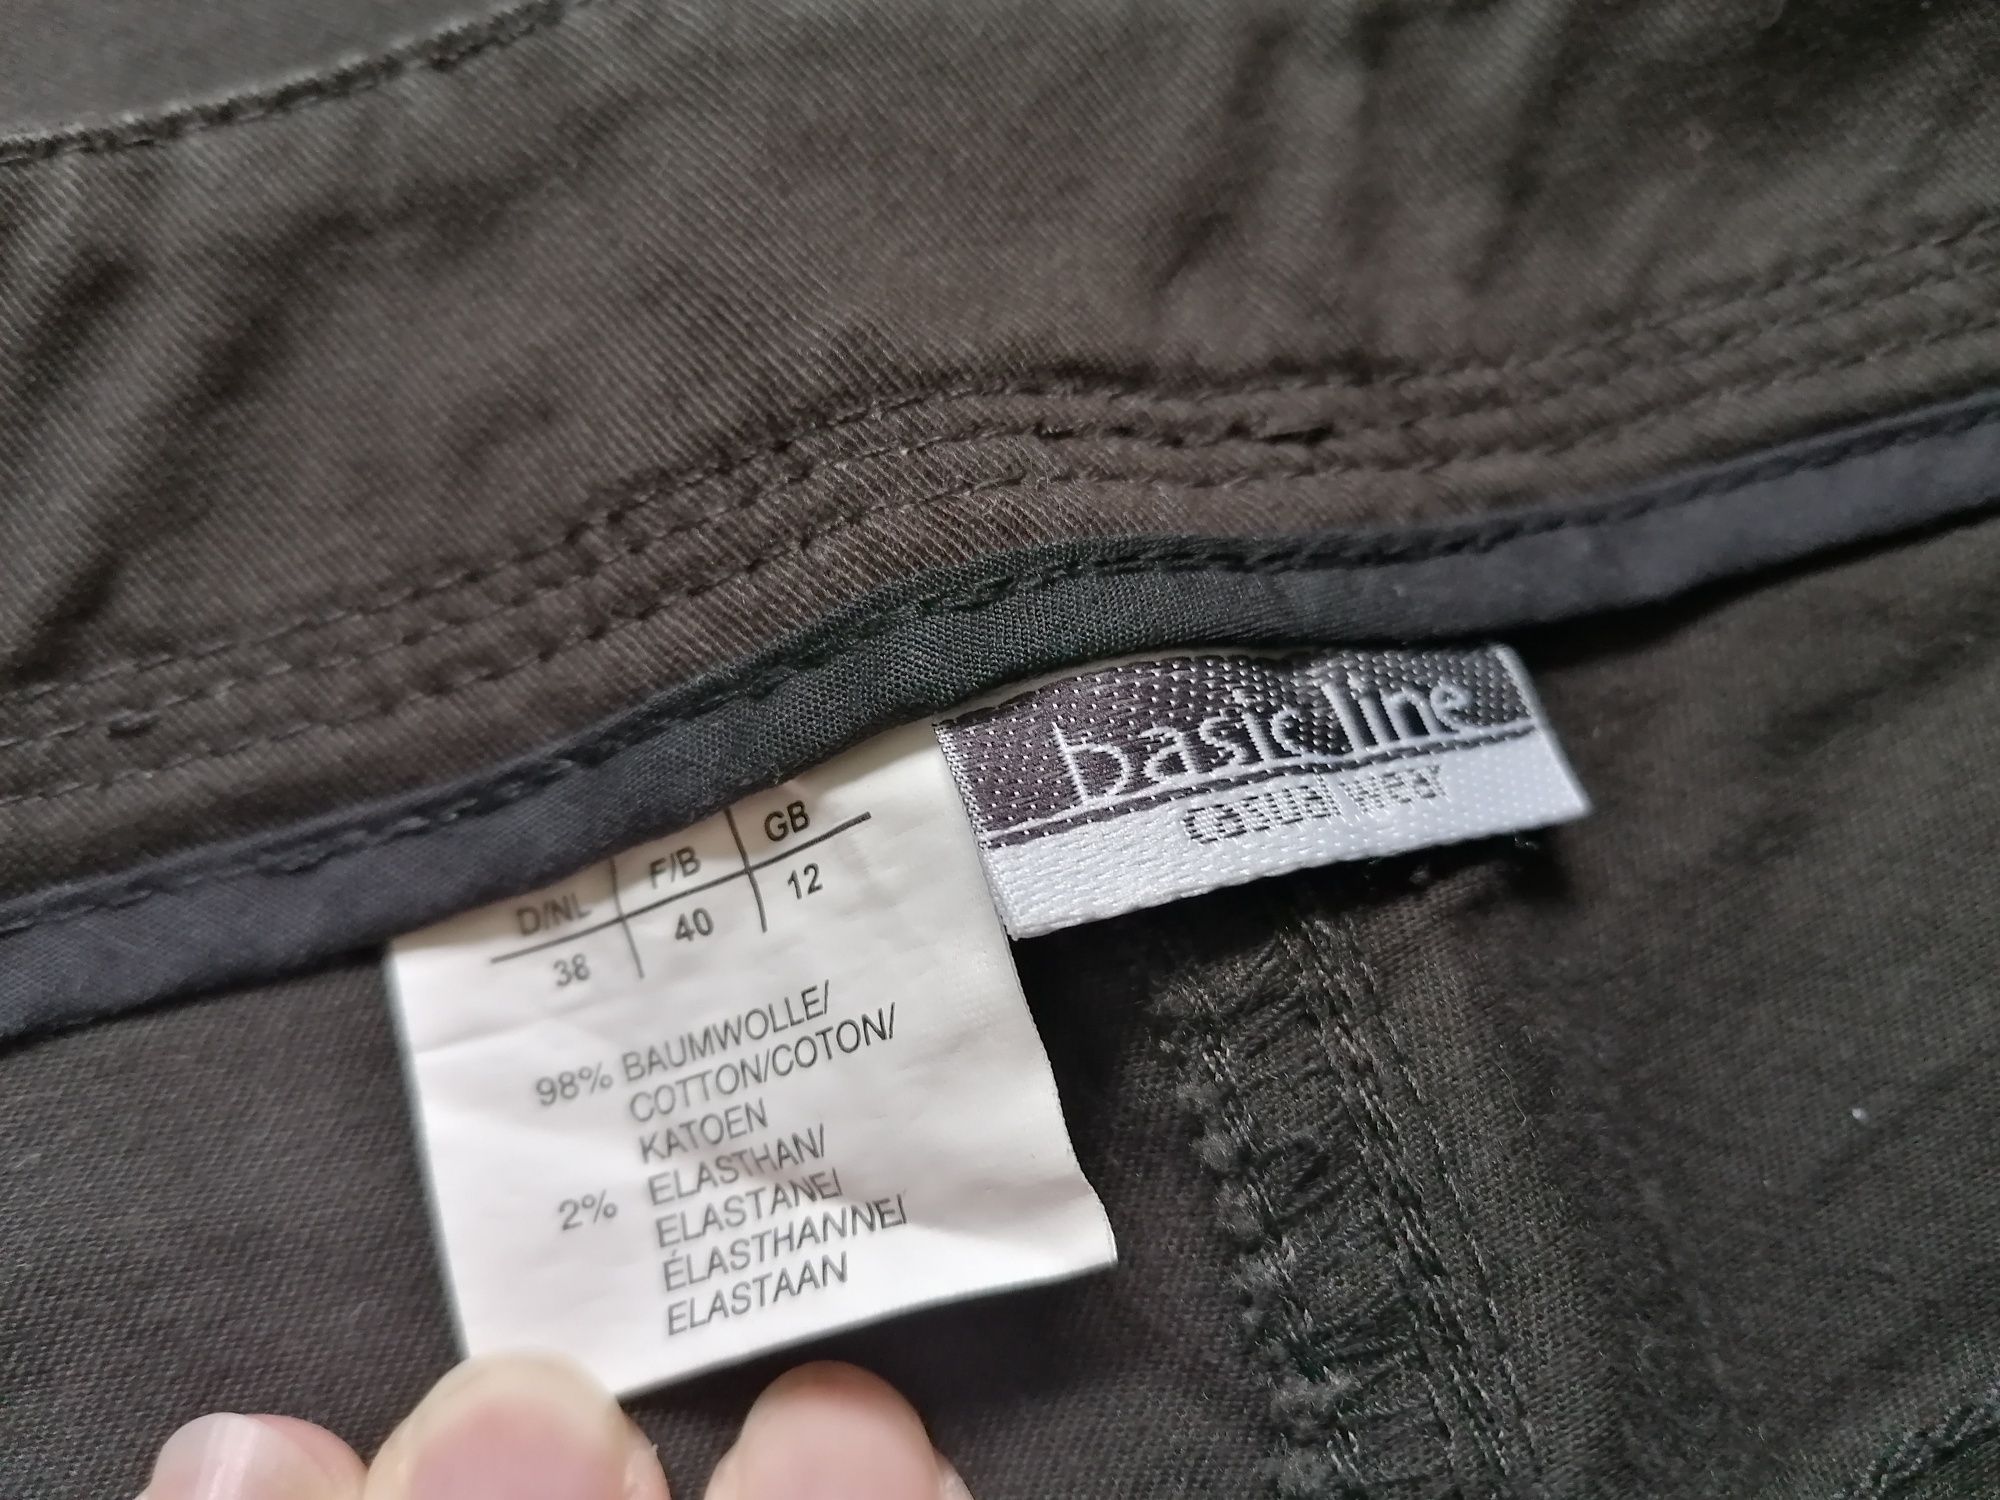 basic line
casual wear
D/NL F/B GB
38 40 12
98% BAUMWOLLE/
COTTON/COTON/
KATOEN
2% ELASTHAN/
ELASTANE/
ÉLASTHANNE/
ELASTAAN